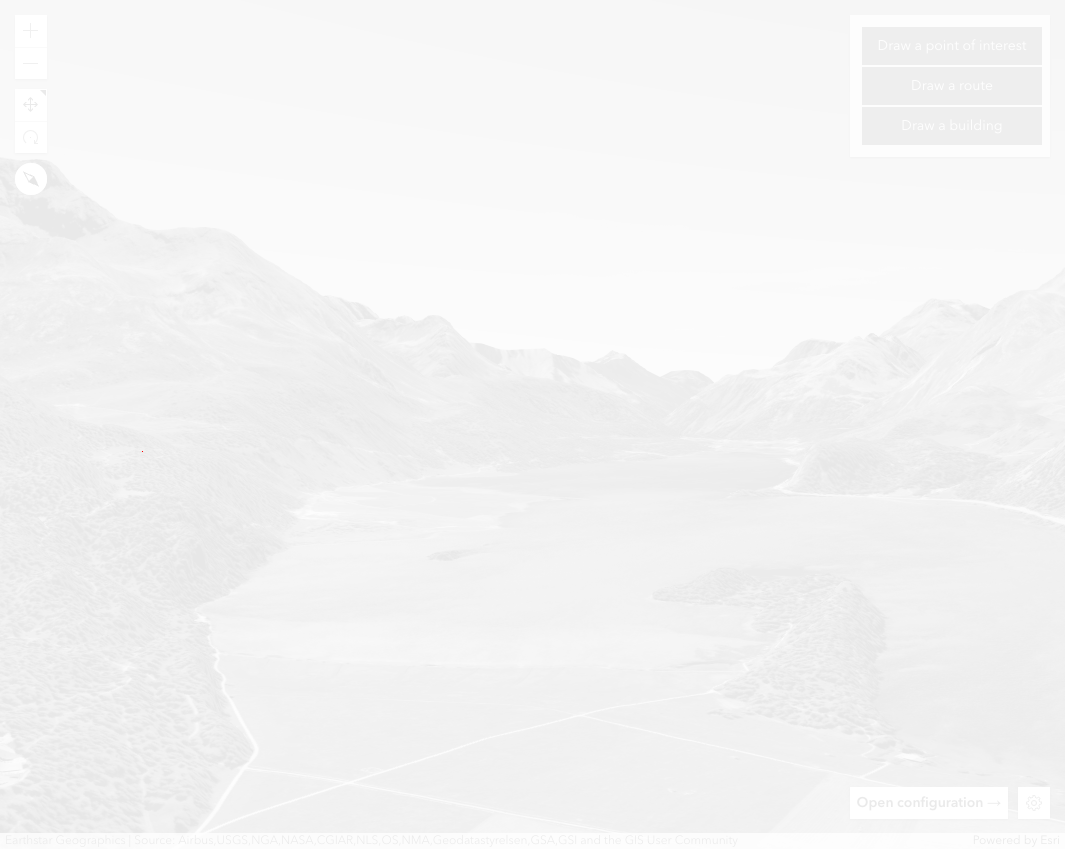 Draw a point of interest
Draw a route
Draw a building
Open configuration →
Earthstar Geographics | Source: Airbus,USGS,NGA,NASA,CGIAR,NLS,OS,NMA,Geodatastyrelsen,GSA,GSI and the GIS User Community
Powered by Esri